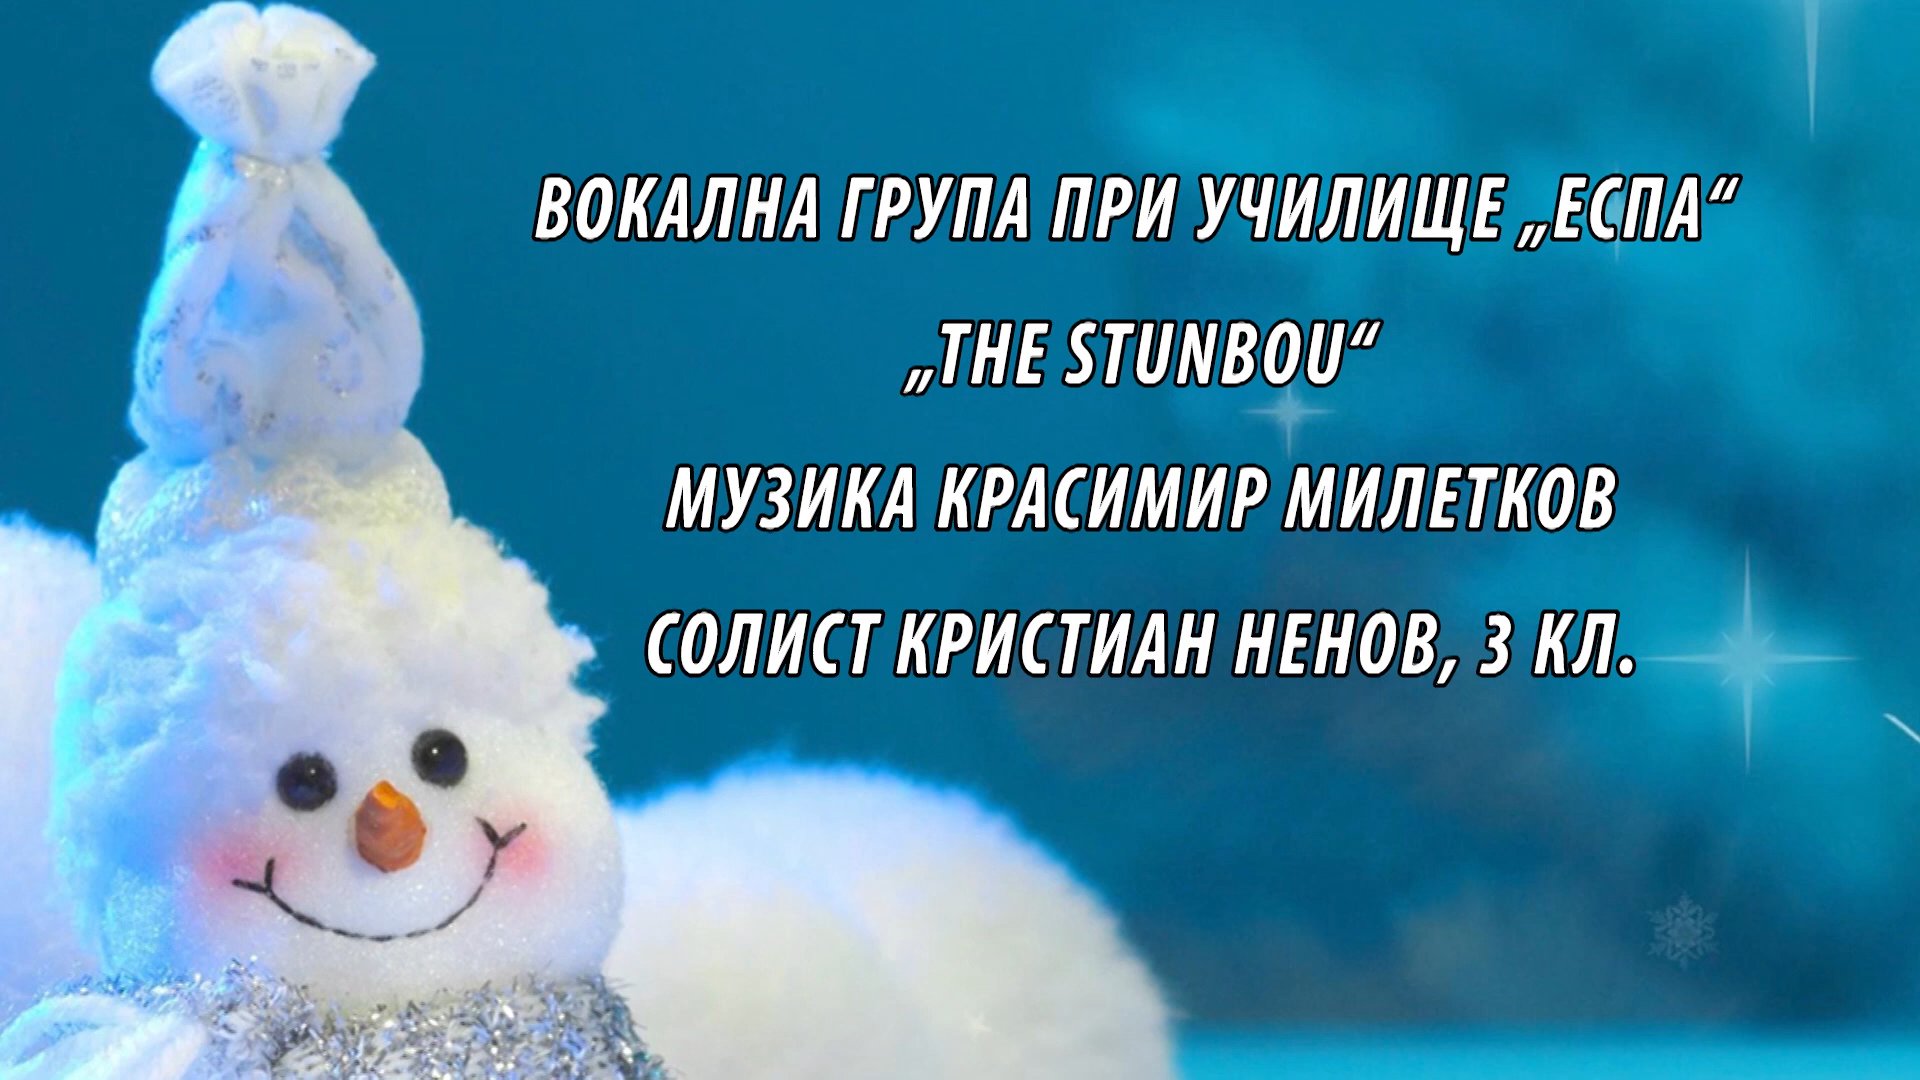 ВОКАЛНА ГРУПА ПРИ УЧИЛИЩЕ „ЕСПА“
„THE STUNBOU“
МУЗИКА КРАСИМИР МИЛЕТКОВ
СОЛИСТ КРИСТИАН НЕНОВ, 3 КЛ.